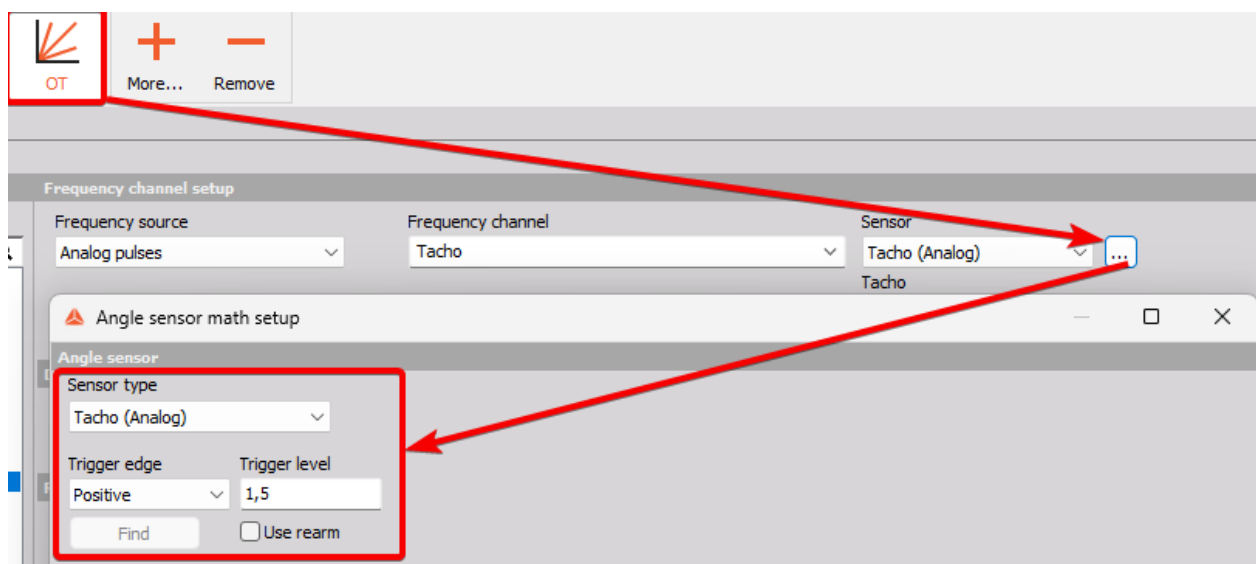 OT More... Remove
Frequency channel setup
Frequency source Frequency channel Sensor
Analog pulses Tacho Tacho (Analog) ...
Tacho
Angle sensor math setup
Angle sensor
Sensor type
Tacho (Analog)
Trigger edge Trigger level
Positive 1,5
Find Use rearm